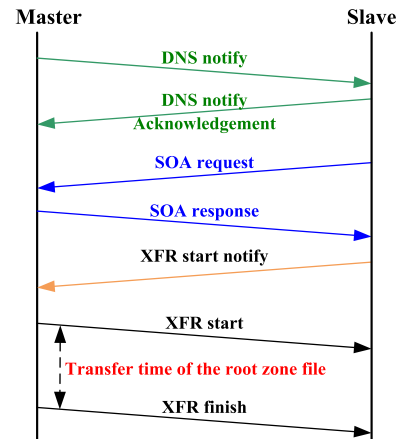 Master Slave
DNS notify
DNS notify
Acknowledgement
SOA request
SOA response
XFR start notify
XFR start
Transfer time of the root zone file
XFR finish